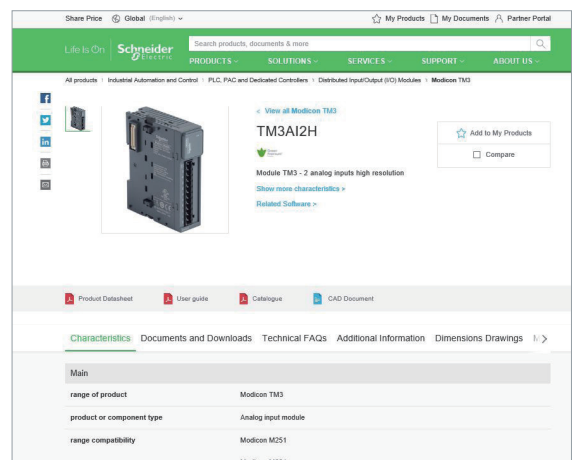 Share Price Global (English) My Products My Documents Partner Portal
Life Is On Schneider Electric Search products, documents & more
PRODUCTS SOLUTIONS SERVICES SUPPORT ABOUT US
All products Industrial Automation and Control PLC, PAC and Dedicated Controllers Distributed Input/Output (I/O) Modules Modicon TM3
< View all Modicon TM3
TM3AI2H
Add to My Products
Compare
Module TM3 - 2 analog inputs high resolution
Show more characteristics >
Related Software >
Product Datasheet User guide Catalogue CAD Document
Characteristics Documents and Downloads Technical FAQs Additional Information Dimensions Drawings
Main
range of product Modicon TM3
product or component type Analog input module
range compatibility Modicon M251